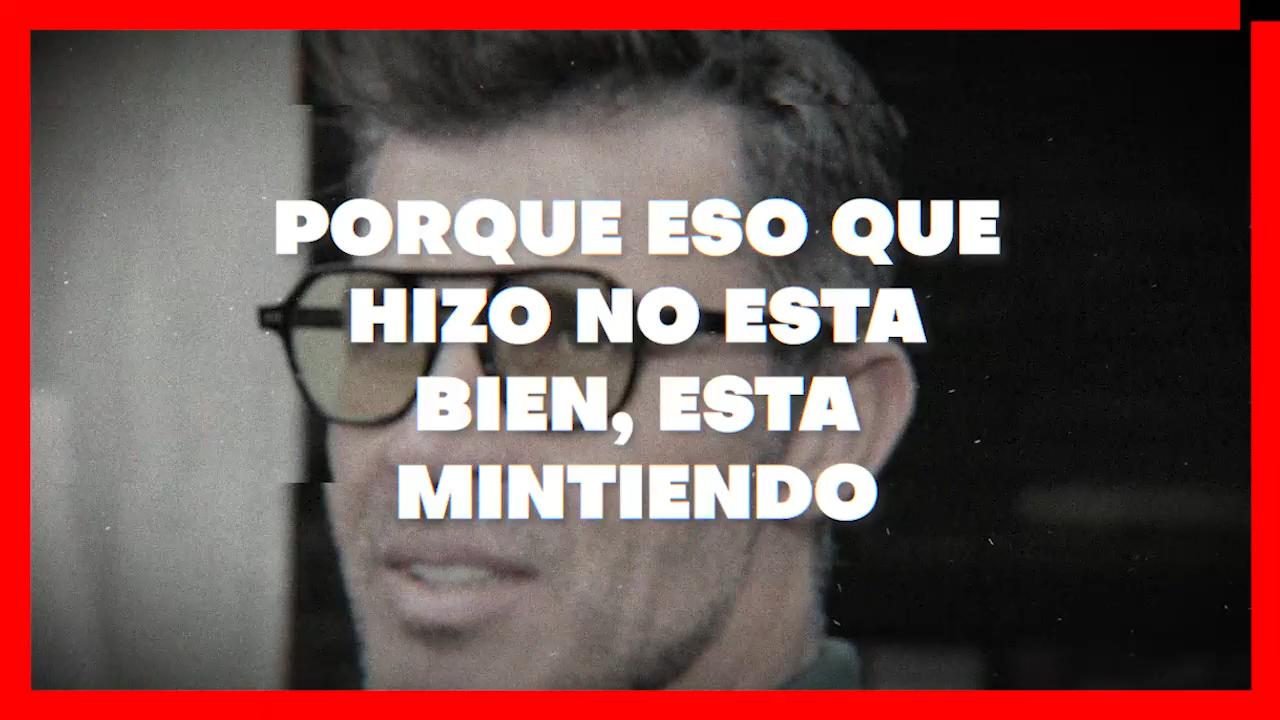 PORQUE ESO QUE
HIZO NO ESTA
BIEN, ESTA
MINTIENDO